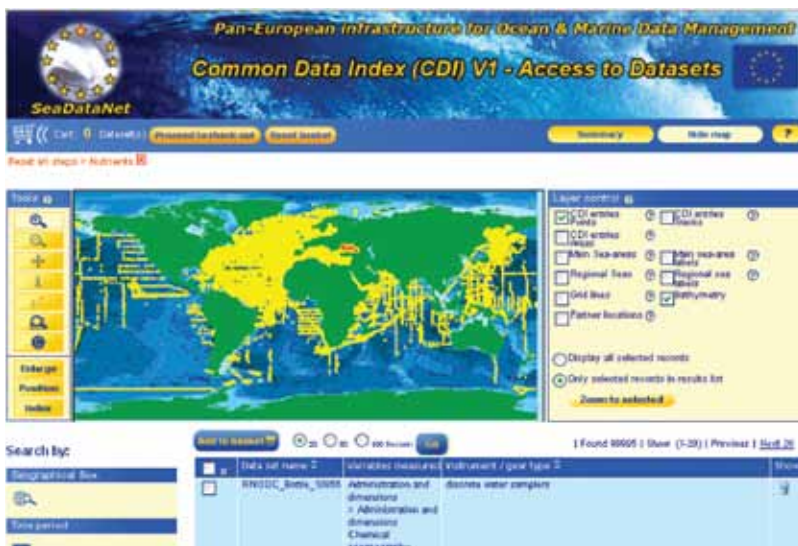 Pan-European infrastructure for Ocean & Marine Data Management
Common Data Index (CDI) V1 - Access to Datasets
SeaDataNet
Cart: 0 Dataset(s)
Proceed to check out
Reset basket
Summary
Hide map
?
Reset all steps > Nutrients
Tools
Enlarge
Position
Index
Layer control
CDI entries Points
CDI entries tracks
CDI entries Areas
Main Sea-areas
Main sea-area labels
Regional Seas
Regional sea labels
Grid lines
Bathymetry
Partner locations
Display all selected records
Only selected records in results list
Zoom to selected
Search by:
Geographical Box
Time period
Add to basket
20
100
Go
| Found 99995 | Show (1-20) | Previous | Next 20
Data set name
Variables measured
Instrument / gear type
Show
Administration and dimensions
> Administration and dimensions
Chemical
discrete water samplers